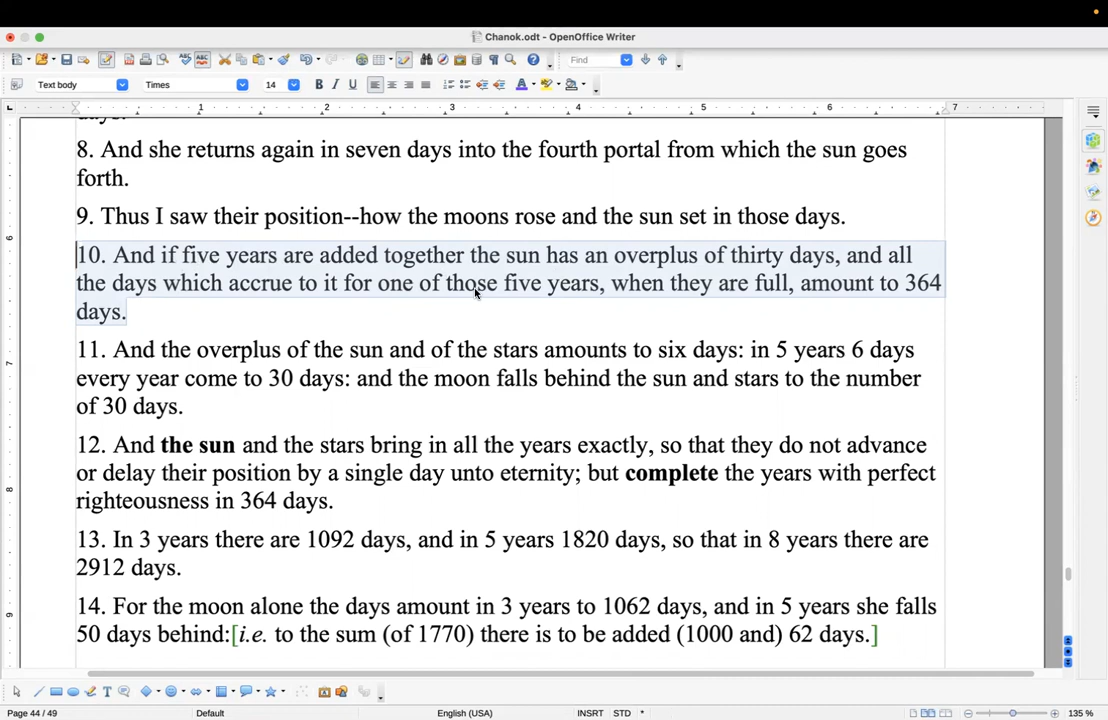 Chanok.odt - OpenOffice Writer
Find
Text body
Times
14
B I U
1 2 3 4 5 6 7
days.
8. And she returns again in seven days into the fourth portal from which the sun goes
forth.
9. Thus I saw their position--how the moons rose and the sun set in those days.
10. And if five years are added together the sun has an overplus of thirty days, and all
the days which accrue to it for one of those five years, when they are full, amount to 364
days.
11. And the overplus of the sun and of the stars amounts to six days: in 5 years 6 days
every year come to 30 days: and the moon falls behind the sun and stars to the number
of 30 days.
12. And the sun and the stars bring in all the years exactly, so that they do not advance
or delay their position by a single day unto eternity; but complete the years with perfect
righteousness in 364 days.
13. In 3 years there are 1092 days, and in 5 years 1820 days, so that in 8 years there are
2912 days.
14. For the moon alone the days amount in 3 years to 1062 days, and in 5 years she falls
50 days behind:[i.e. to the sum (of 1770) there is to be added (1000 and) 62 days.]
6
7
8
9
Page 44 / 49
Default
English (USA)
INSRT
STD
*
135 %